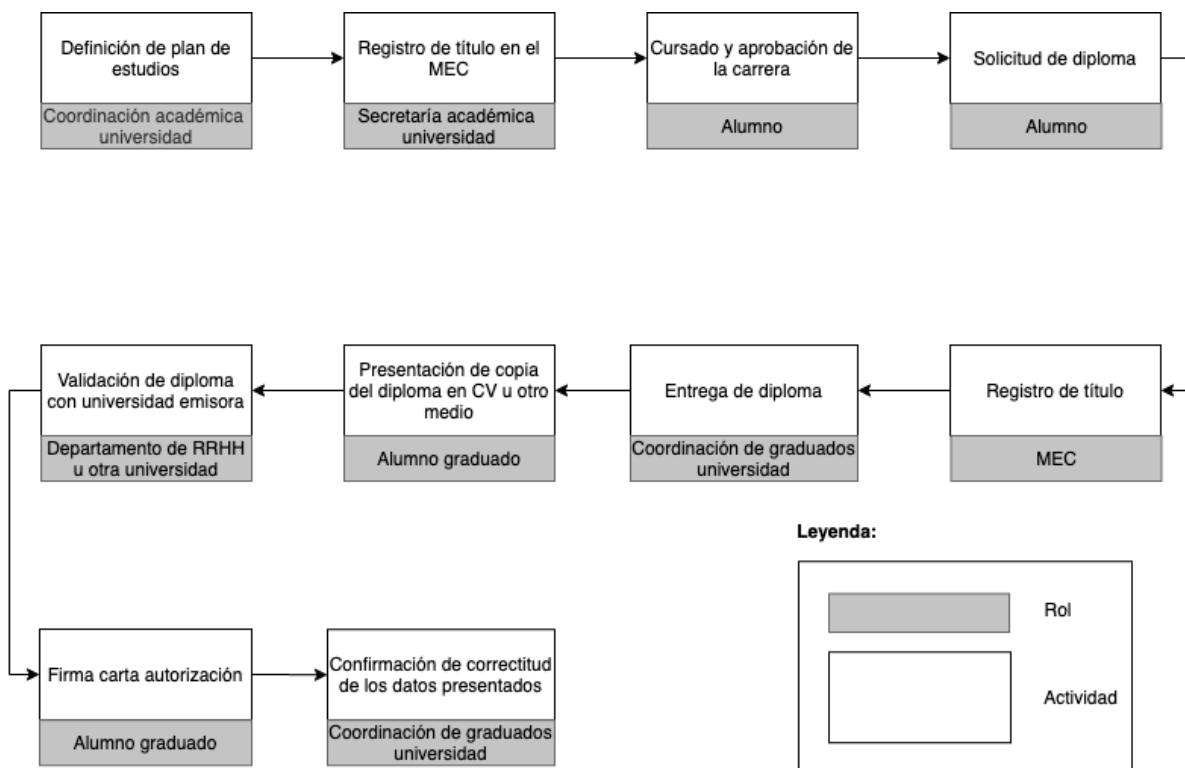 Definición de plan de
estudios
Coordinación académica
universidad
Registro de título en el
MEC
Secretaría académica
universidad
Cursado y aprobación de
la carrera
Alumno
Solicitud de diploma
Alumno
Registro de título
MEC
Entrega de diploma
Coordinación de graduados
universidad
Presentación de copia
del diploma en CV u otro
medio
Alumno graduado
Validación de diploma
con universidad emisora
Departamento de RRHH
u otra universidad
Firma carta autorización
Alumno graduado
Confirmación de correctitud
de los datos presentados
Coordinación de graduados
universidad
Leyenda:
Rol
Actividad